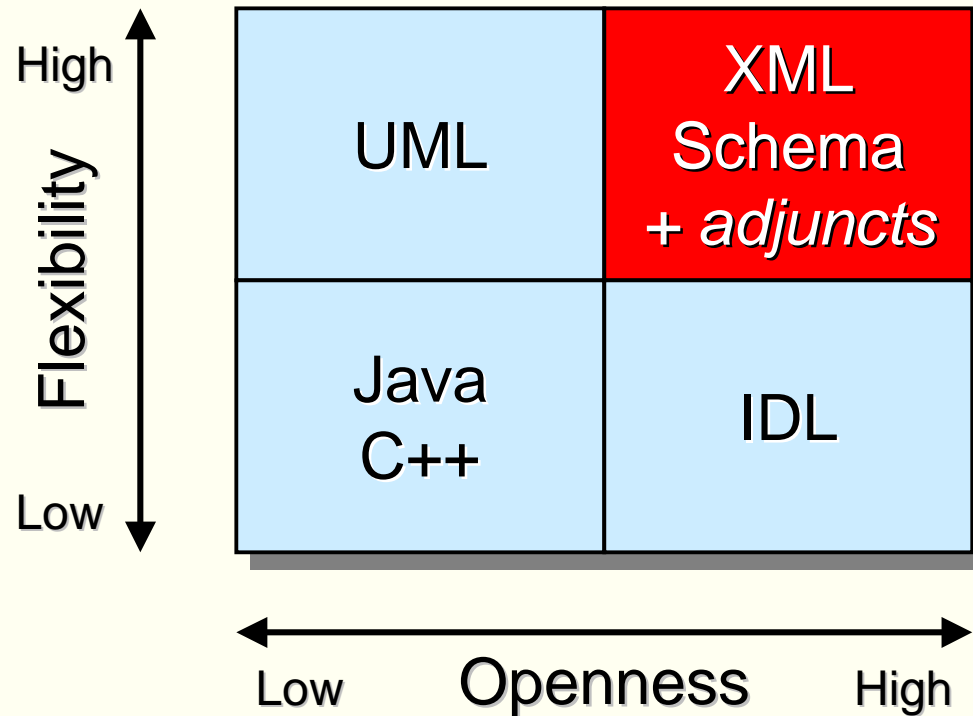 High
Flexibility
Low
UML
XML
Schema
+ adjuncts
Java
C++
IDL
Low
Openness
High